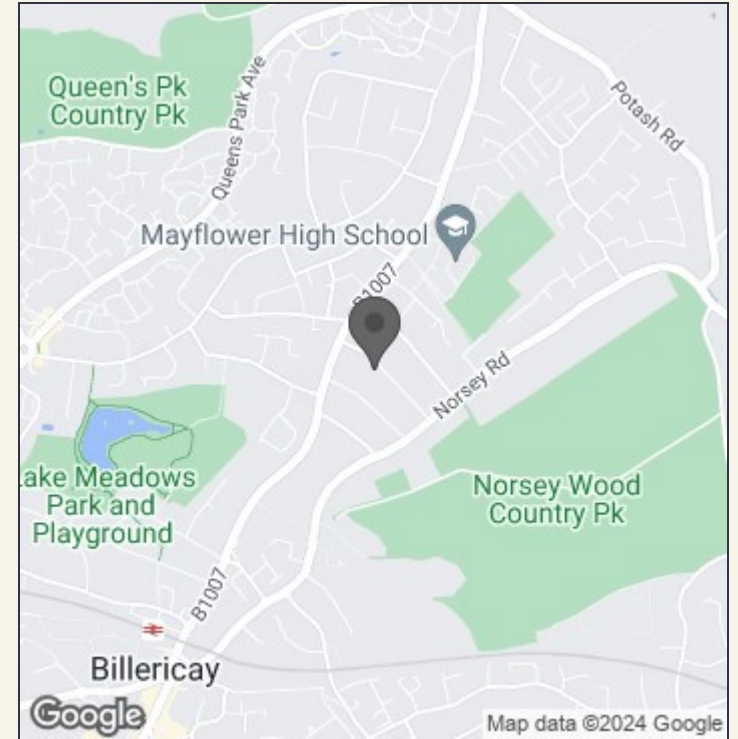 Queen's Pk
Country Pk
Queens Park Ave
Potash Rd
Mayflower High School
B1007
Norsey Rd
Lake Meadows
Park and
Playground
Norsey Wood
Country Pk
B1007
Billericay
Google
Map data ©2024 Google